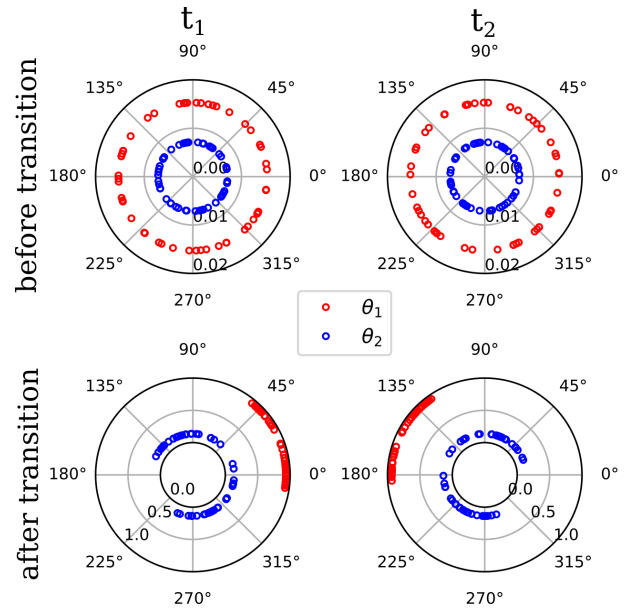 t₁ t₂
before transition
90° 90°
135° 45° 135° 45°
180° 0.00 0° 180° 0.00 0°
0.01 0.01
225° 0.02 315° 225° 0.02 315°
270° 270°
θ₁
θ₂
after transition
90° 90°
135° 45° 135° 45°
180° 0.0 0° 180° 0.0 0°
0.5 0.5
1.0 1.0
225° 315° 225° 315°
270° 270°